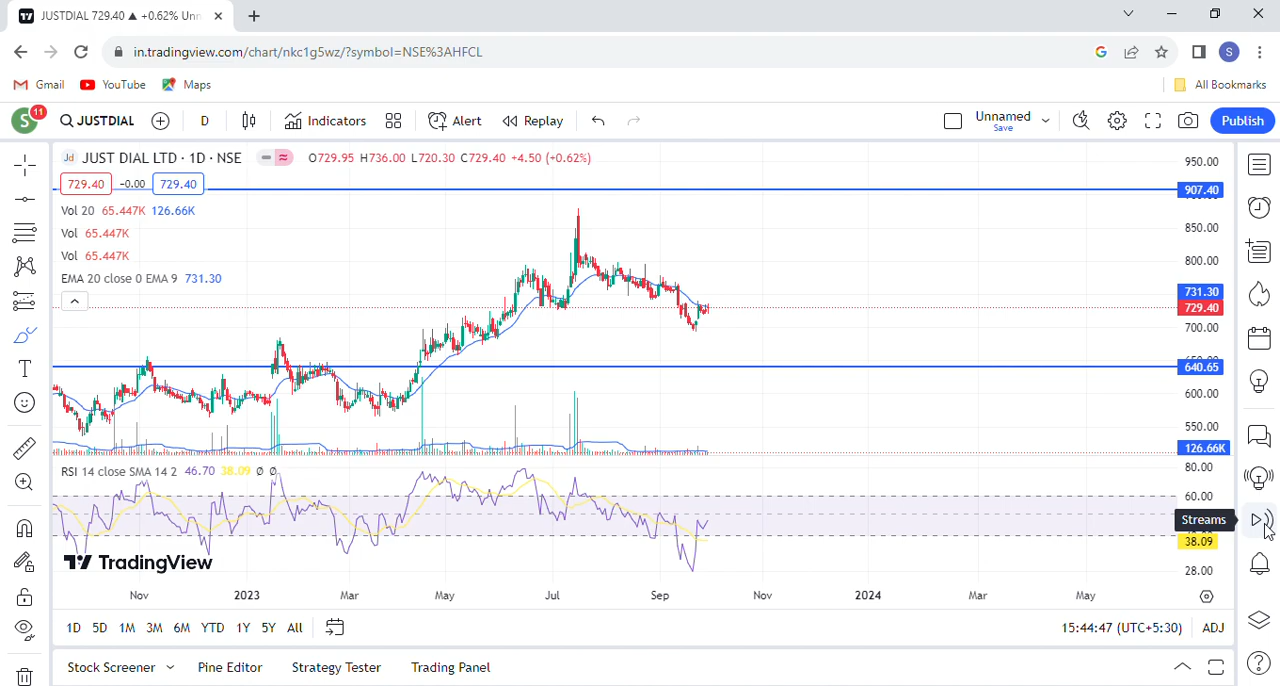 JUSTDIAL 729.40 ▲ +0.62% Unn
in.tradingview.com/chart/nkc1g5wz/?symbol=NSE%3AHFCL
S
Gmail
YouTube
Maps
All Bookmarks
S
11
JUSTDIAL
D
Indicators
Alert
Replay
Unnamed
Save
Publish
Jd
JUST DIAL LTD · 1D · NSE
O729.95 H736.00 L720.30 C729.40 +4.50 (+0.62%)
729.40
-0.00
729.40
Vol 20 65.447K 126.66K
Vol 65.447K
Vol 65.447K
EMA 20 close 0 EMA 9 731.30
950.00
907.40
850.00
800.00
731.30
729.40
700.00
640.65
600.00
550.00
126.66K
RSI 14 close SMA 14 2 46.70 38.09 Ø Ø
80.00
60.00
Streams
38.09
28.00
TradingView
Nov
2023
Mar
May
Jul
Sep
Nov
2024
Mar
May
1D 5D 1M 3M 6M YTD 1Y 5Y All
15:44:47 (UTC+5:30)
ADJ
Stock Screener
Pine Editor
Strategy Tester
Trading Panel